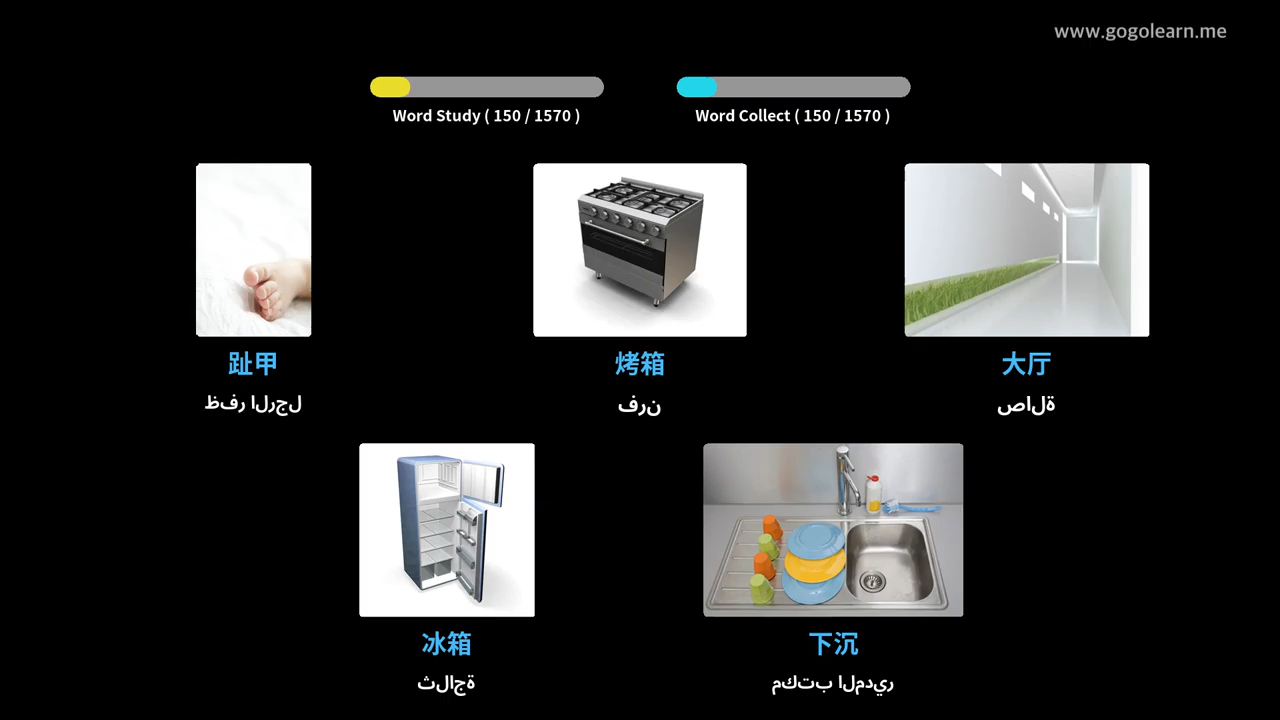 www.gogolearn.me
Word Study ( 150 / 1570 )
Word Collect ( 150 / 1570 )
趾甲
烤箱
大厅
ظفر الرجل
فرن
صالة
冰箱
下沉
ثلاجة
مكتب المدير